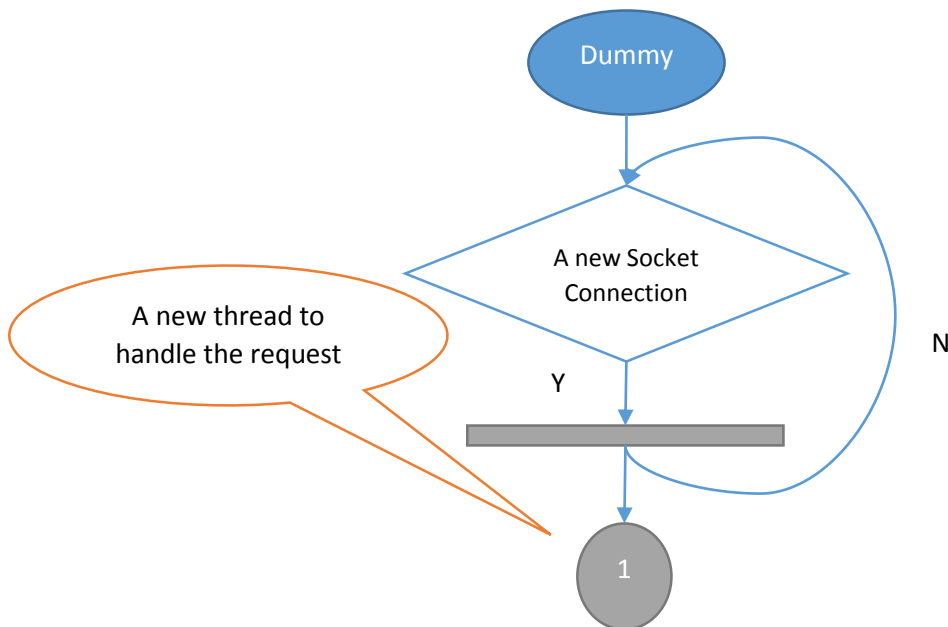 Dummy
A new Socket
Connection
A new thread to
handle the request
N
Y
1